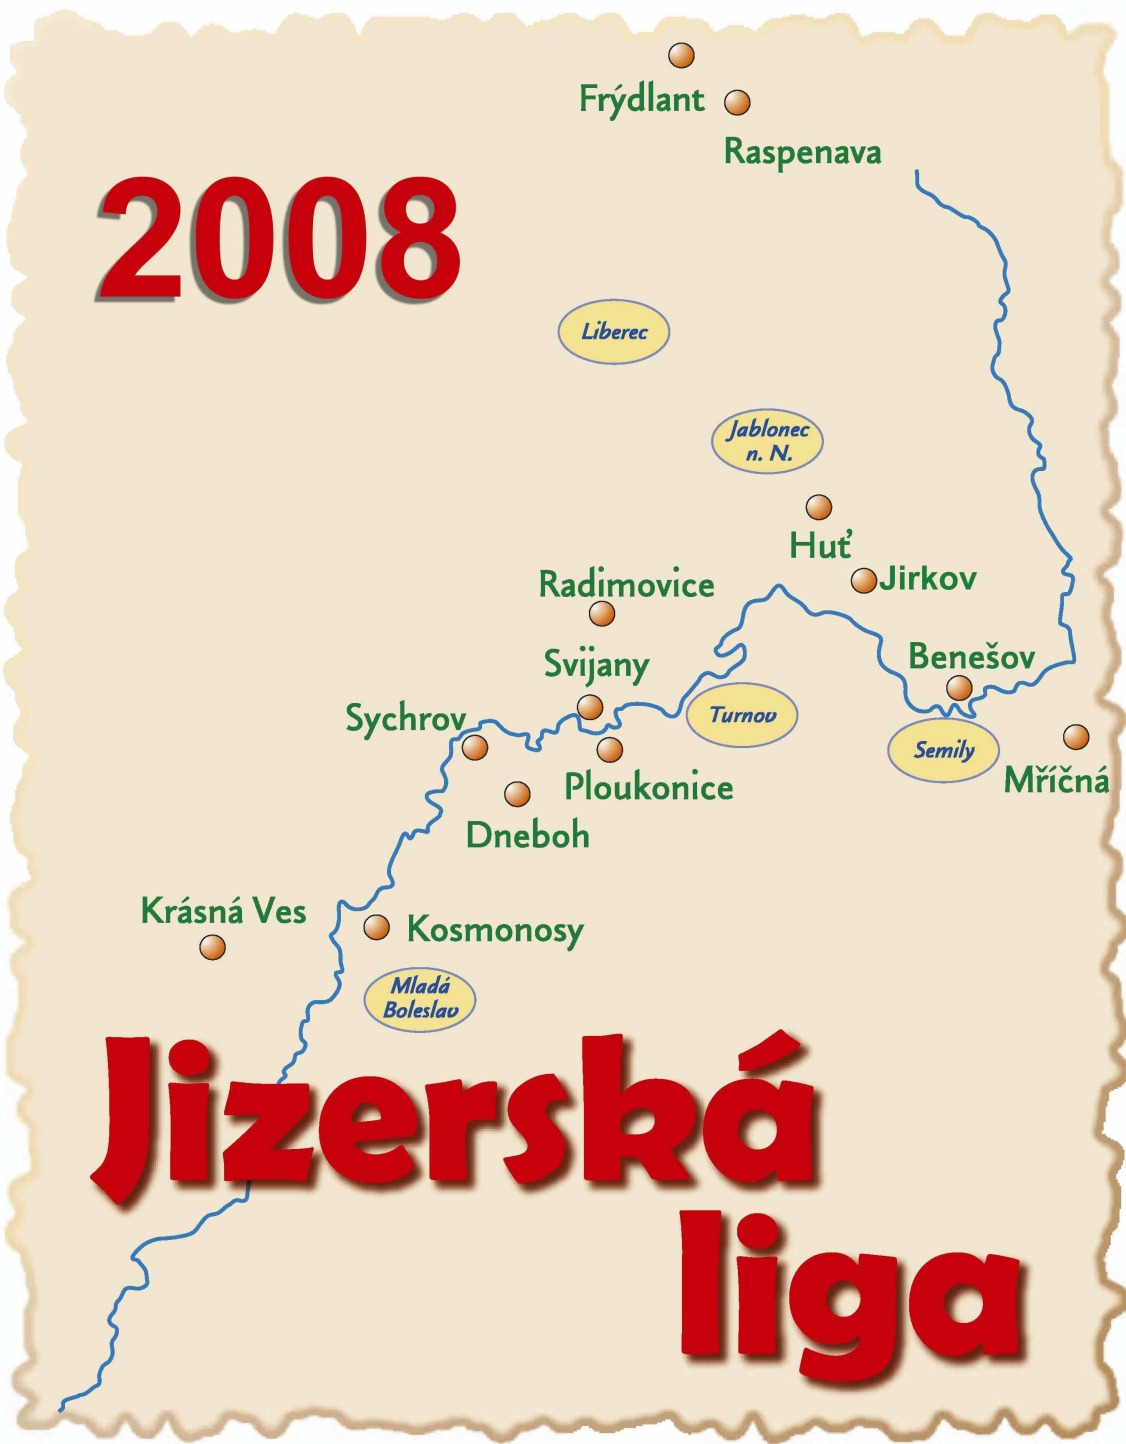 Frýdlant
Raspenava
2008
Liberec
Jablonec
n. N.
Huť
Jirkov
Radimovice
Svijany
Benešov
Sychrov
Turnov
Semily
Ploukonice
Mříčná
Dneboh
Krásná Ves
Kosmonosy
Mladá
Boleslav
Jizerská
liga